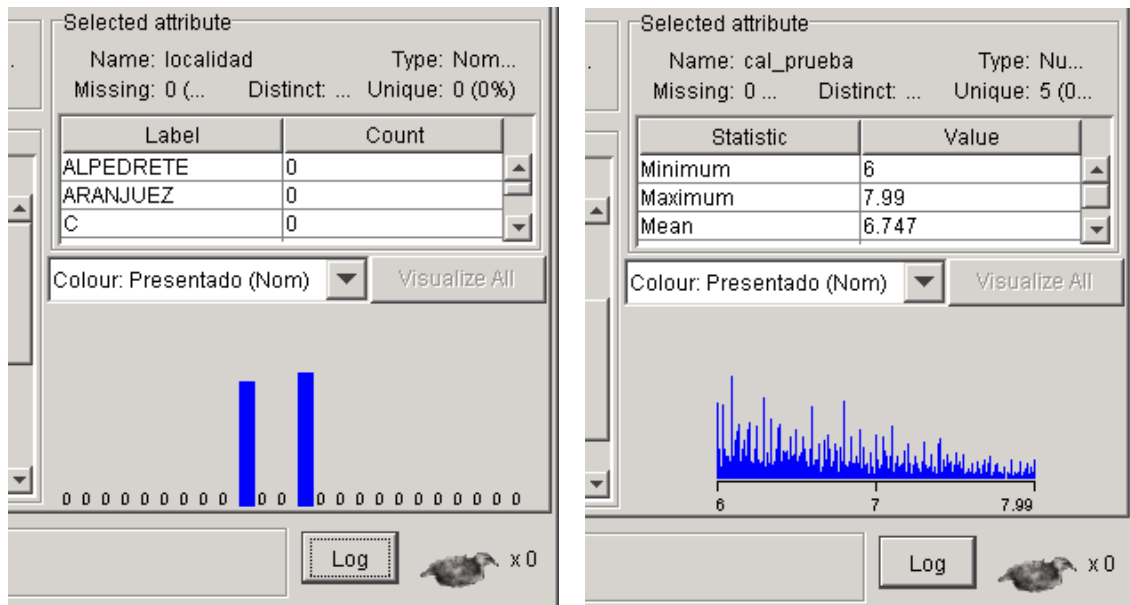 Selected attribute
Name: localidad Type: Nom...
Missing: 0 (... Distinct: ... Unique: 0 (0%)
Label Count
ALPEDRETE 0
ARANJUEZ 0
C 0
Colour: Presentado (Nom) Visualize All
0 0 0 0 0 0 0 0 0 0 0 0 0 0 0 0 0 0 0 0 0 0
Log x 0
Selected attribute
Name: cal_prueba Type: Nu...
Missing: 0 ... Distinct: ... Unique: 5 (0...
Statistic Value
Minimum 6
Maximum 7.99
Mean 6.747
Colour: Presentado (Nom) Visualize All
6 7 7.99
Log x 0